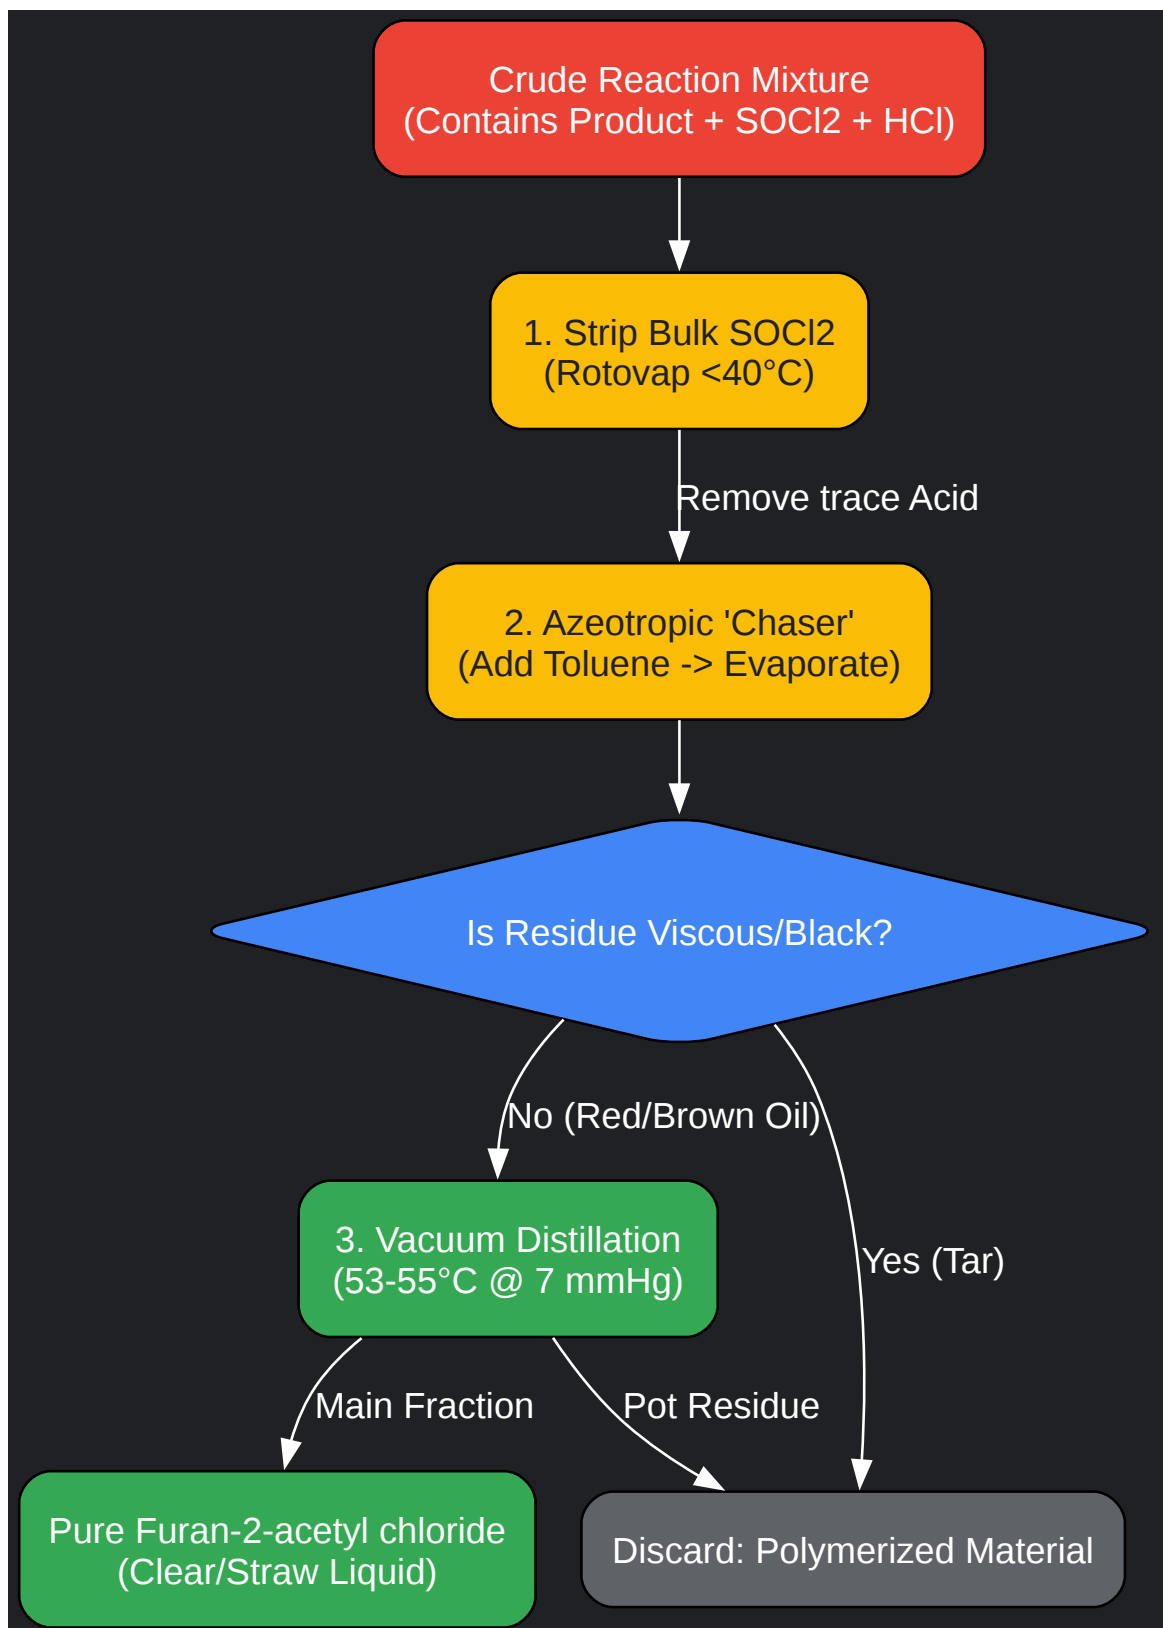 Crude Reaction Mixture
(Contains Product + SOCl2 + HCl)
1. Strip Bulk SOCl2
(Rotovap <40°C)
Remove trace Acid
2. Azeotropic 'Chaser'
(Add Toluene -> Evaporate)
Is Residue Viscous/Black?
No (Red/Brown Oil)
3. Vacuum Distillation
(53-55°C @ 7 mmHg)
Yes (Tar)
Main Fraction
Pot Residue
Pure Furan-2-acetyl chloride
(Clear/Straw Liquid)
Discard: Polymerized Material